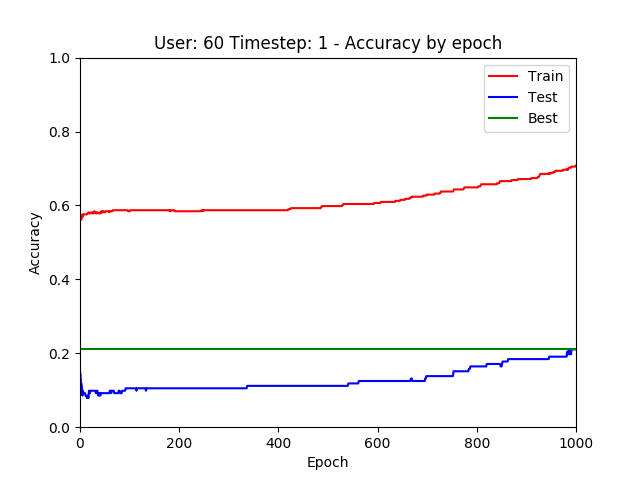 User: 60 Timestep: 1 - Accuracy by epoch
1.0
0.8
0.6
0.4
0.2
0.0
Accuracy
Train
Test
Best
0 200 400 600 800 1000
Epoch